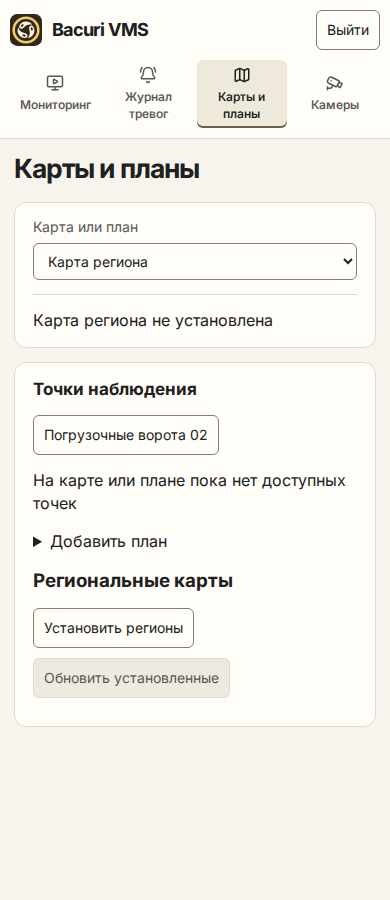 Bacuri VMS
Выйти
Мониторинг
Журнал
тревог
Карты и
планы
Камеры
Карты и планы
Карта или план
Карта региона
Карта региона не установлена
Точки наблюдения
Погрузочные ворота 02
На карте или плане пока нет доступных
точек
Добавить план
Региональные карты
Установить регионы
Обновить установленные